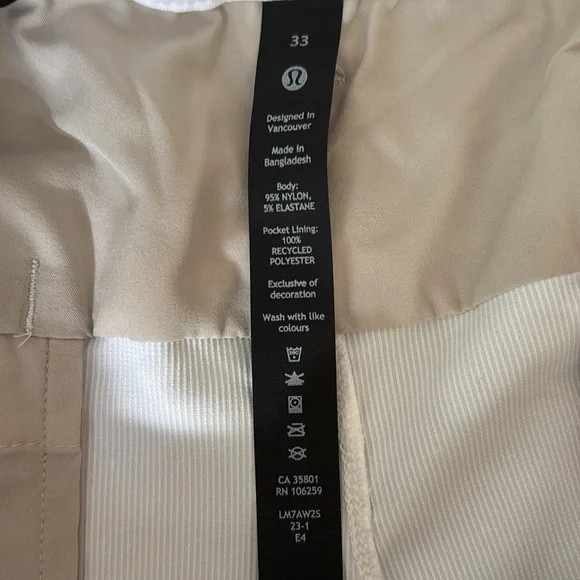 33
Designed in
Vancouver
Made in
Bangladesh
Body:
95% NYLON,
5% ELASTANE
Pocket Lining:
100%
RECYCLED
POLYESTER
Exclusive of
decoration
Wash with like
colours
CA 35801
RN 106259
LM7AW2S
23-1
E4